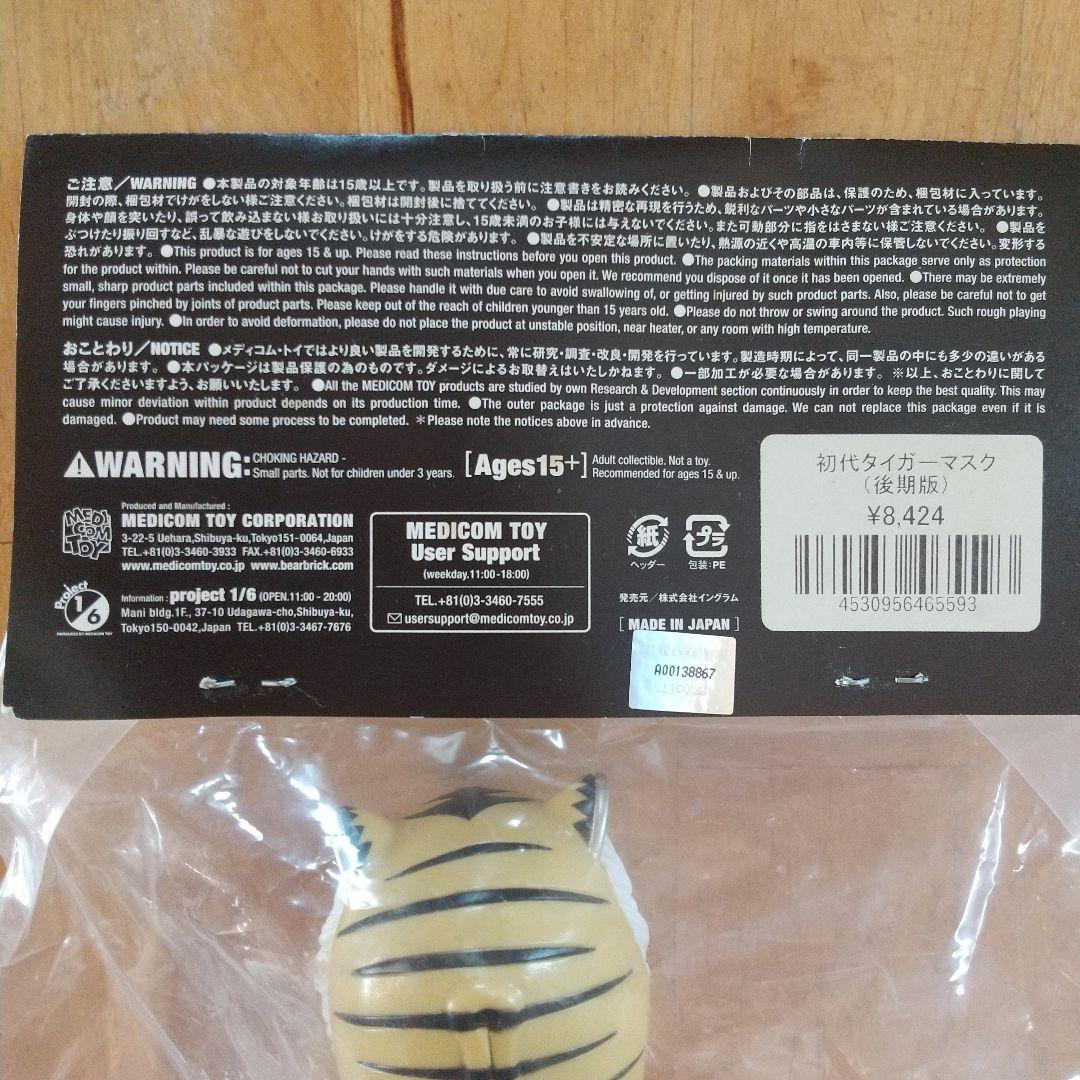 ご注意／WARNING ●本製品の対象年齢は15歳以上です。製品を取り扱う前に注意書きをお読みください。 ●製品およびその部品は、保護のため、梱包材に入っています。
開封の際、梱包材でけがをしない様ご注意ください。梱包材は開封後に捨ててください。 ●製品は精密な再現を行うため、鋭利なパーツや小さなパーツが含まれている場合があります。
身体や顔を突いたり、誤って飲み込まない様お取り扱いには十分注意し、15歳未満のお子様には与えないでください。また可動部分に指をはさまない様ご注意ください。 ●製品を
ぶつけたり振り回すなど、乱暴な遊びをしないでください。けがをする危険があります。 ●製品を不安定な場所に置いたり、熱源の近くや高温の車内等に保管しないでください。変形する
恐れがあります。 ●This product is for ages 15 & up. Please read these instructions before you open this product. ●The packing materials within this package serve only as protection
for the product within. Please be careful not to cut your hands with such materials when you open it. We recommend you dispose of it once it has been opened. ●There may be extremely
small, sharp product parts included within this package. Please handle it with due care to avoid swallowing of, or getting injured by such product parts. Also, please be careful not to get
your fingers pinched by joints of product parts. Please keep out of the reach of children younger than 15 years old. ●Please do not throw or swing around the product. Such rough playing
might cause injury. ●In order to avoid deformation, please do not place the product at unstable position, near heater, or any room with high temperature.
おことわり／NOTICE ●メディコム・トイではより良い製品を開発するために、常に研究・調査・改良・開発を行っています。製造時期によって、同一製品の中にも多少の違いがある
場合があります。 ●本パッケージは製品保護の為のものです。ダメージによるお取替えはいたしかねます。 ●一部加工が必要な場合があります。 ※以上、おことわりに関して
ご了承くださいますよう、お願いいたします。 ●All the MEDICOM TOY products are studied by own Research & Development section continuously in order to keep the best quality. This may
cause minor deviation within product depends on its production time. ●The outer package is just a protection against damage. We can not replace this package even if it is
damaged. ●Product may need some process to be completed. ＊Please note the notices above in advance.
WARNING: CHOKING HAZARD -
Small parts. Not for children under 3 years.
[Ages15+] Adult collectible. Not a toy.
Recommended for ages 15 & up.
初代タイガーマスク
（後期版）
¥8,424
4530956465593
MEDI COM TOY
Produced and Manufactured :
MEDICOM TOY CORPORATION
3-22-5 Uehara,Shibuya-ku,Tokyo151-0064,Japan
TEL.+81(0)3-3460-3933 FAX.+81(0)3-3460-6933
www.medicomtoy.co.jp www.bearbrick.com
Project 1/6
PRODUCED BY MEDICOM TOY
Information : project 1/6 (OPEN.11:00 - 20:00)
Mani bldg.1F., 37-10 Udagawa-cho,Shibuya-ku,
Tokyo150-0042,Japan TEL.+81(0)3-3467-7676
MEDICOM TOY
User Support
(weekday.11:00-18:00)
TEL.+81(0)3-3460-7555
usersupport@medicomtoy.co.jp
紙
ヘッダー
プラ
包装:PE
発売元／株式会社イングラム
[ MADE IN JAPAN ]
A00138867